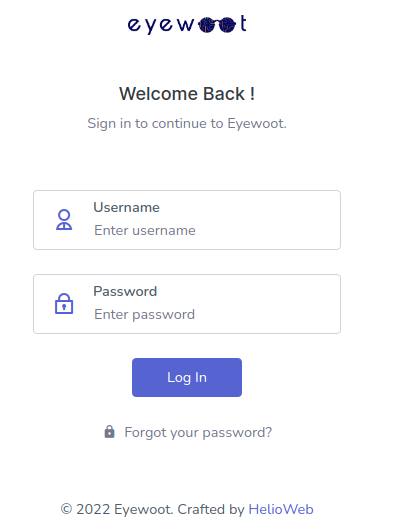 eyewoot
Welcome Back !
Sign in to continue to Eyewoot.
Username
Enter username
Password
Enter password
Log In
Forgot your password?
© 2022 Eyewoot. Crafted by HelioWeb